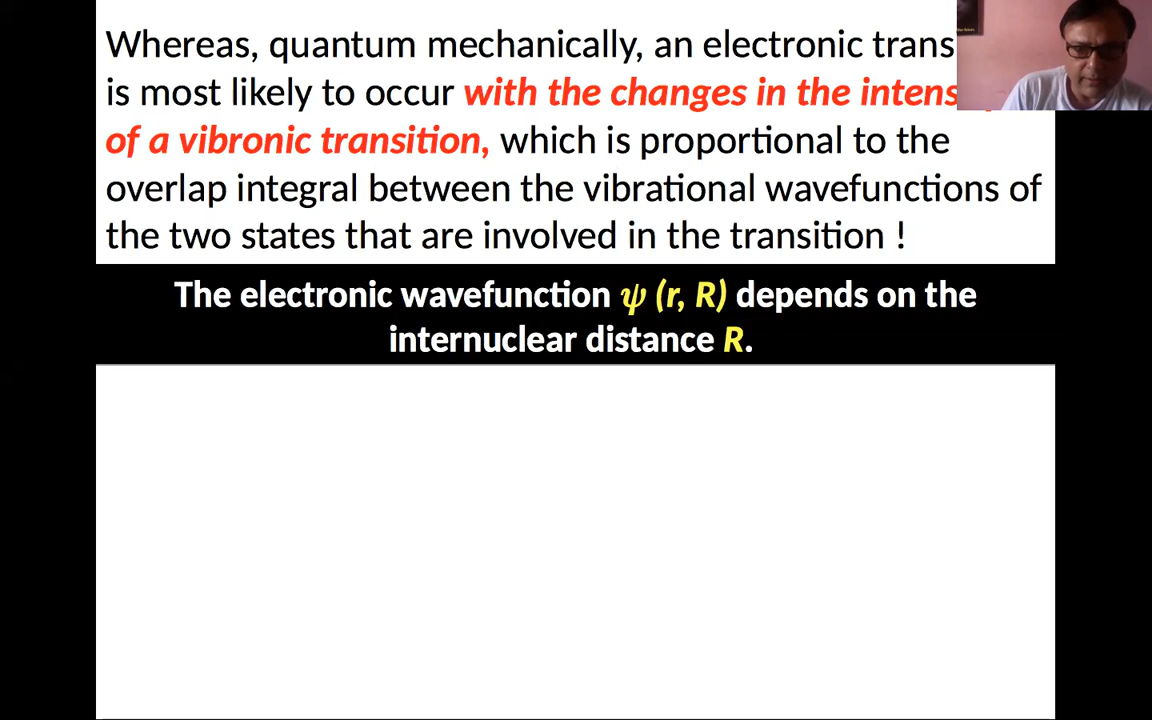 Whereas, quantum mechanically, an electronic trans
is most likely to occur with the changes in the intens
of a vibronic transition, which is proportional to the
overlap integral between the vibrational wavefunctions of
the two states that are involved in the transition !
The electronic wavefunction ψ (r, R) depends on the
internuclear distance R.